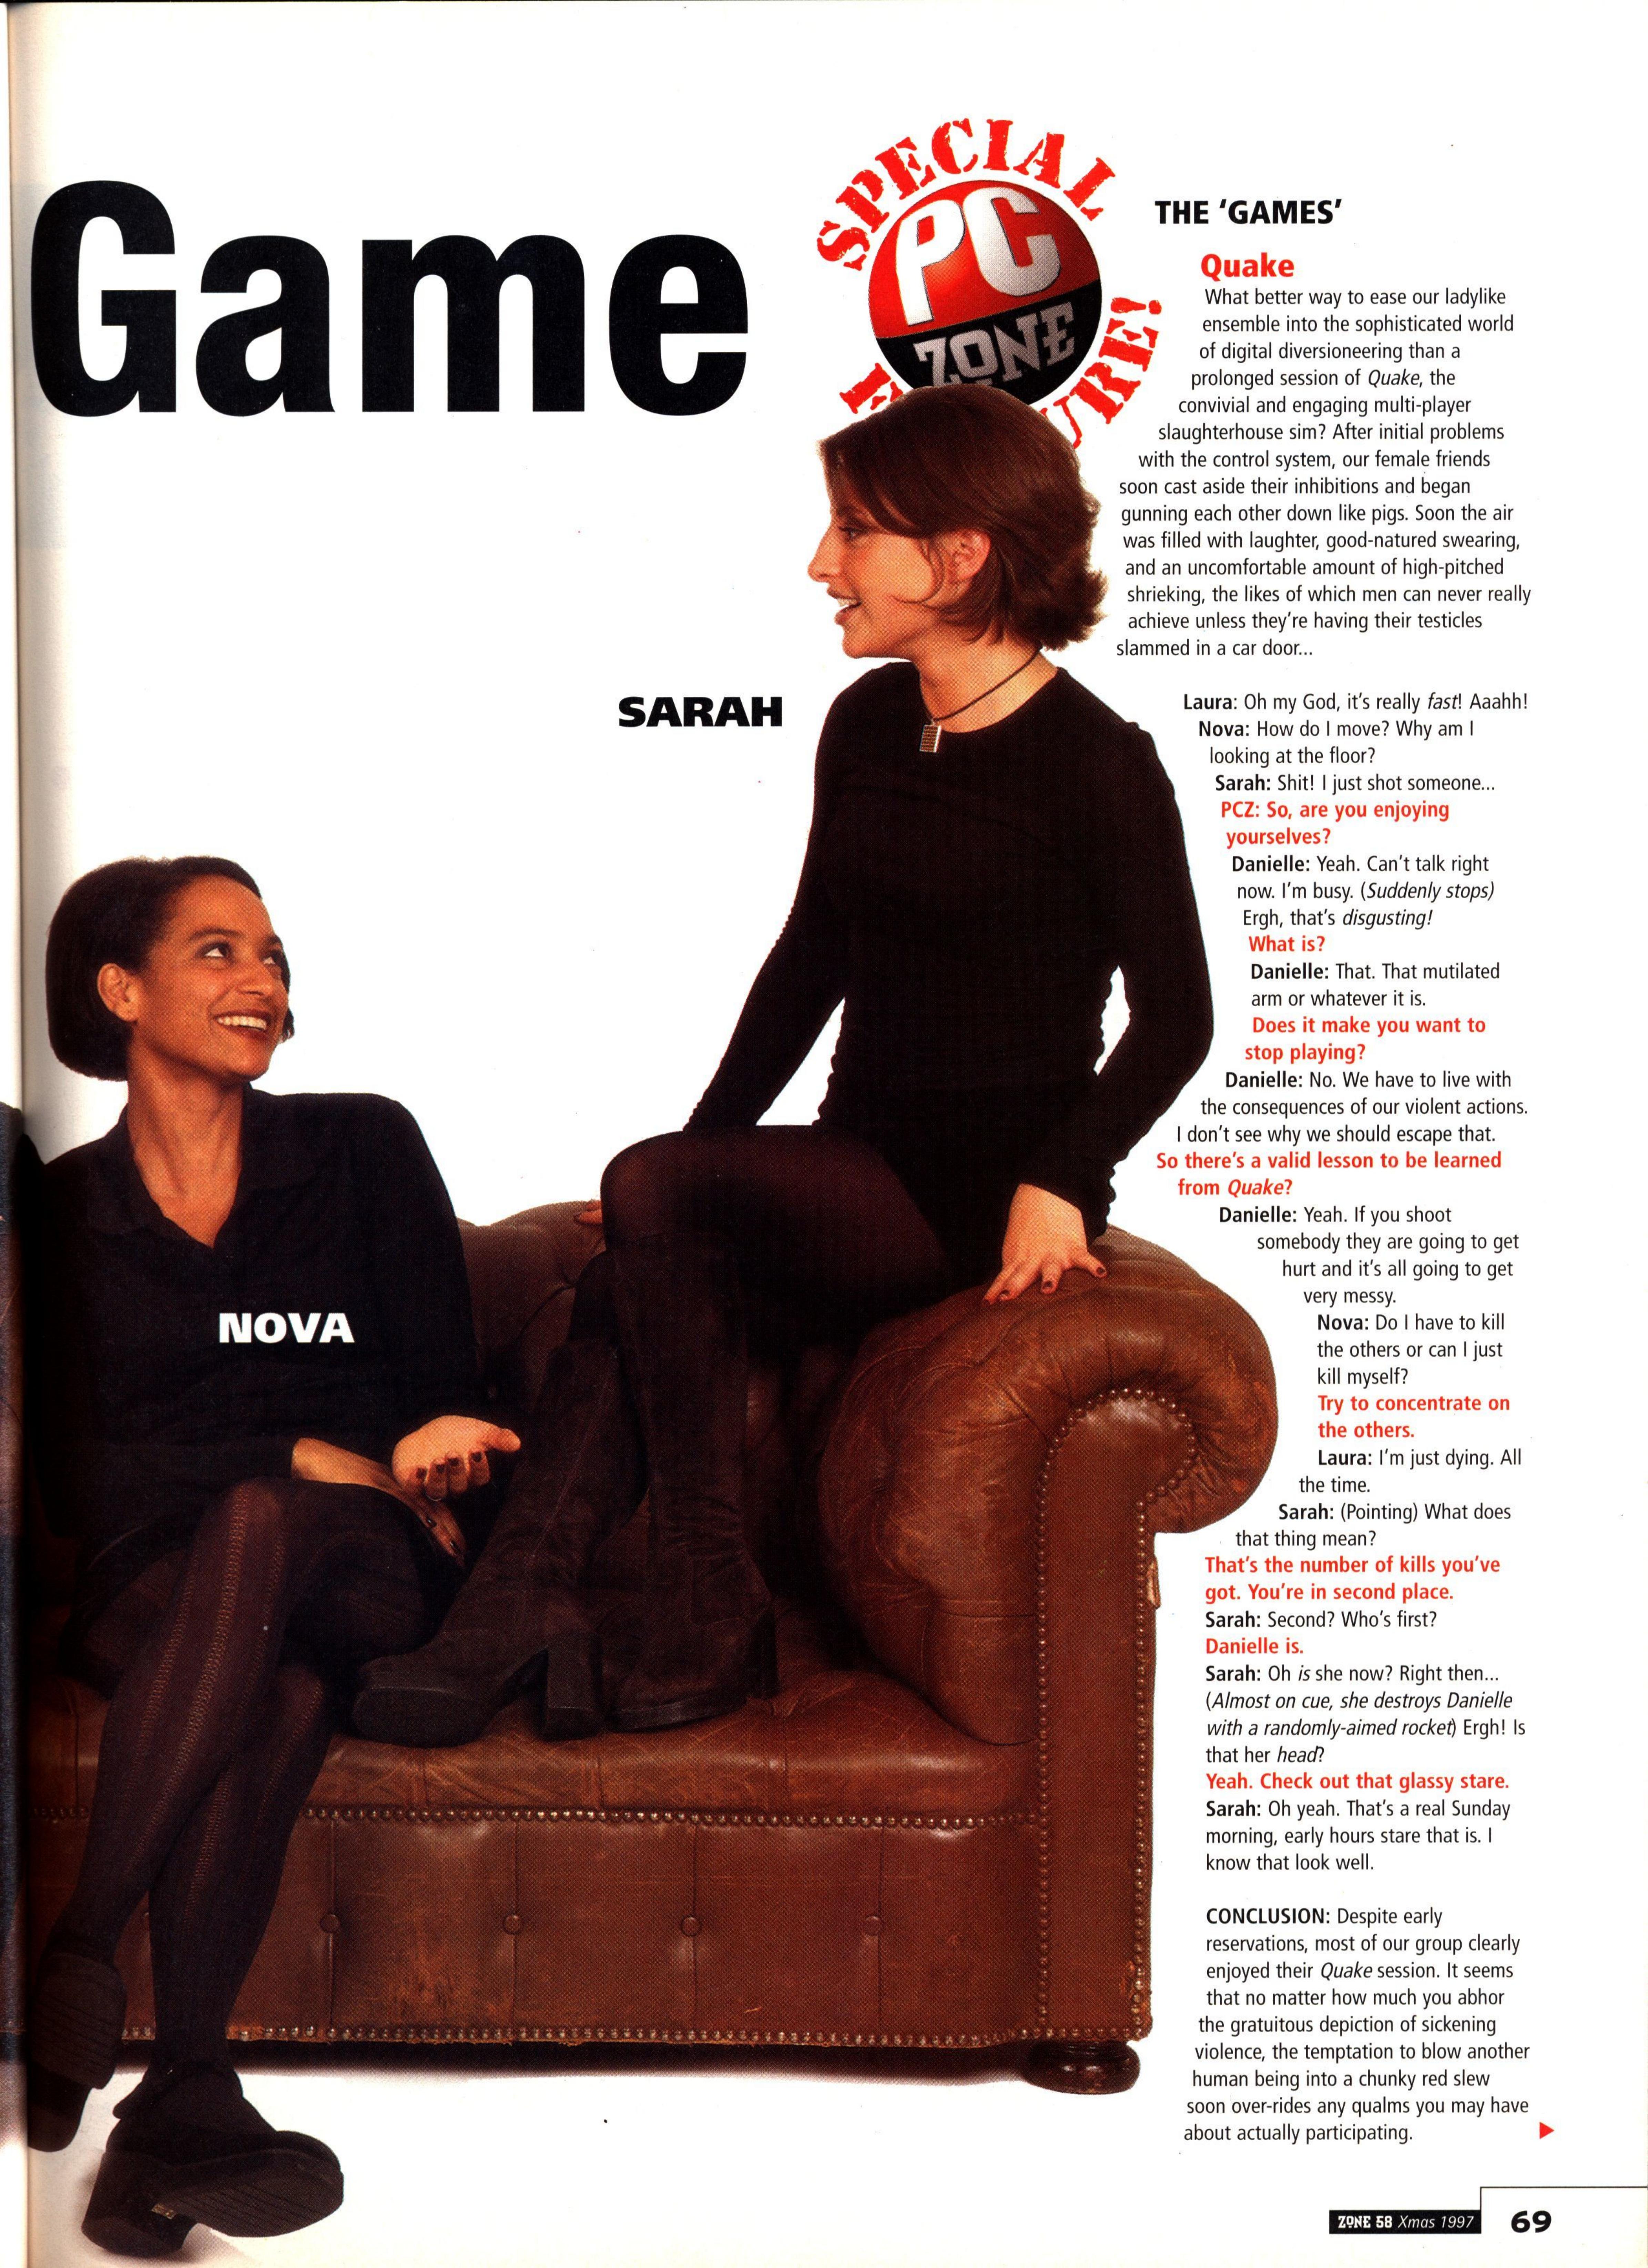 Game
SPECIAL
PC
ZONE
SARAH
NOVA
THE ‘GAMES’
Quake
What better way to ease our ladylike
ensemble into the sophisticated world
of digital diversioneering than a
prolonged session of Quake, the
convivial and engaging multi-player
slaughterhouse sim? After initial problems
with the control system, our female friends
soon cast aside their inhibitions and began
gunning each other down like pigs. Soon the air
was filled with laughter, good-natured swearing,
and an uncomfortable amount of high-pitched
shrieking, the likes of which men can never really
achieve unless they’re having their testicles
slammed in a car door...
Laura: Oh my God, it’s really fast! Aaahh!
Nova: How do I move? Why am I
looking at the floor?
Sarah: Shit! I just shot someone...
PCZ: So, are you enjoying
yourselves?
Danielle: Yeah. Can’t talk right
now. I’m busy. (Suddenly stops)
Ergh, that’s disgusting!
What is?
Danielle: That. That mutilated
arm or whatever it is.
Does it make you want to
stop playing?
Danielle: No. We have to live with
the consequences of our violent actions.
I don’t see why we should escape that.
So there’s a valid lesson to be learned
from Quake?
Danielle: Yeah. If you shoot
somebody they are going to get
hurt and it’s all going to get
very messy.
Nova: Do I have to kill
the others or can I just
kill myself?
Try to concentrate on
the others.
Laura: I’m just dying. All
the time.
Sarah: (Pointing) What does
that thing mean?
That’s the number of kills you’ve
got. You’re in second place.
Sarah: Second? Who’s first?
Danielle is.
Sarah: Oh is she now? Right then...
(Almost on cue, she destroys Danielle
with a randomly-aimed rocket) Ergh! Is
that her head?
Yeah. Check out that glassy stare.
Sarah: Oh yeah. That’s a real Sunday
morning, early hours stare that is. I
know that look well.
CONCLUSION: Despite early
reservations, most of our group clearly
enjoyed their Quake session. It seems
that no matter how much you abhor
the gratuitous depiction of sickening
violence, the temptation to blow another
human being into a chunky red slew
soon over-rides any qualms you may have
about actually participating.
ZONE 58 Xmas 1997
69